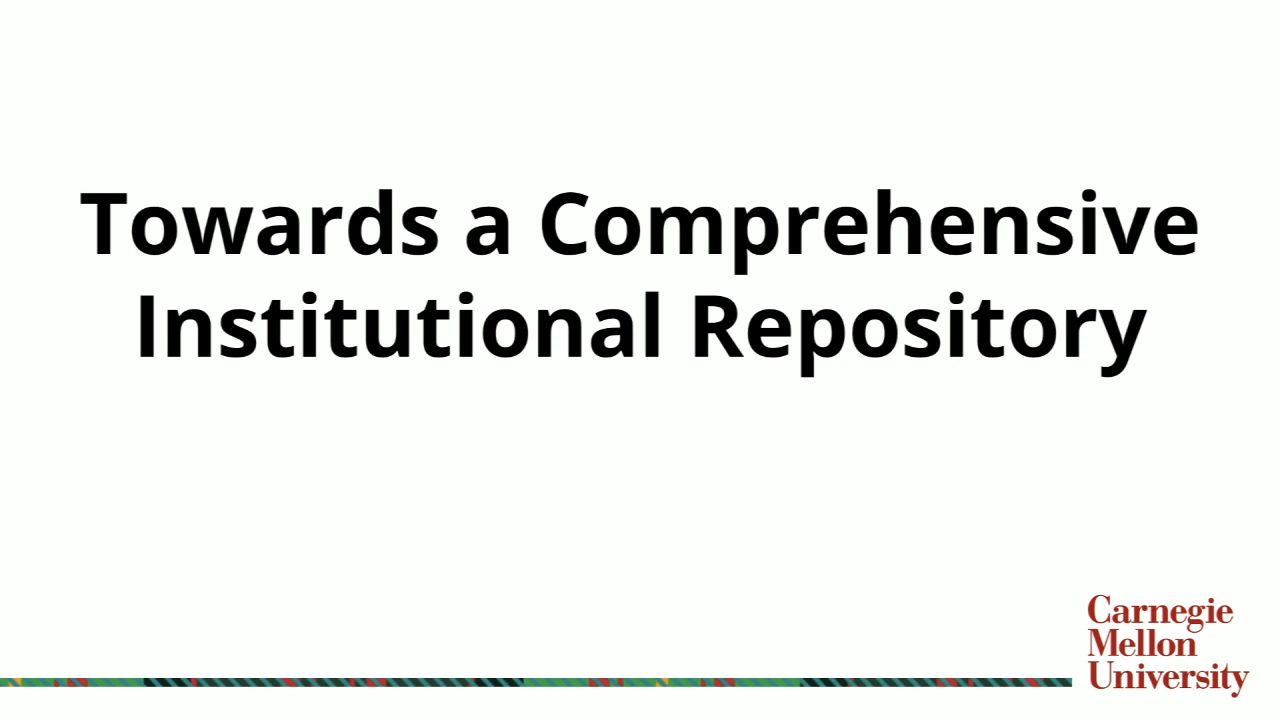 Towards a Comprehensive
Institutional Repository
Carnegie
Mellon
University